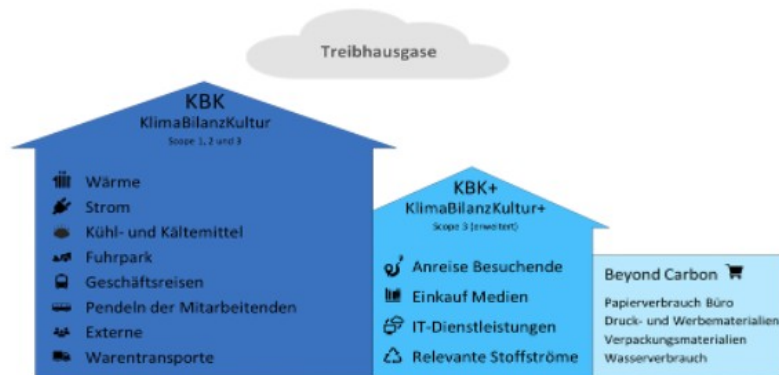 Treibhausgase
KBK
KlimaBilanzKultur
Scope 1, 2 und 3
Wärme
Strom
Kühl- und Kältemittel
Fuhrpark
Geschäftsreisen
Pendeln der Mitarbeitenden
Externe
Warentransporte
KBK+
KlimaBilanzKultur+
Scope 3 (erweitert)
Anreise Besuchende
Einkauf Medien
IT-Dienstleistungen
Relevante Stoffströme
Beyond Carbon
Papierverbrauch Büro
Druck- und Werbematerialien
Verpackungsmaterialien
Wasserverbrauch